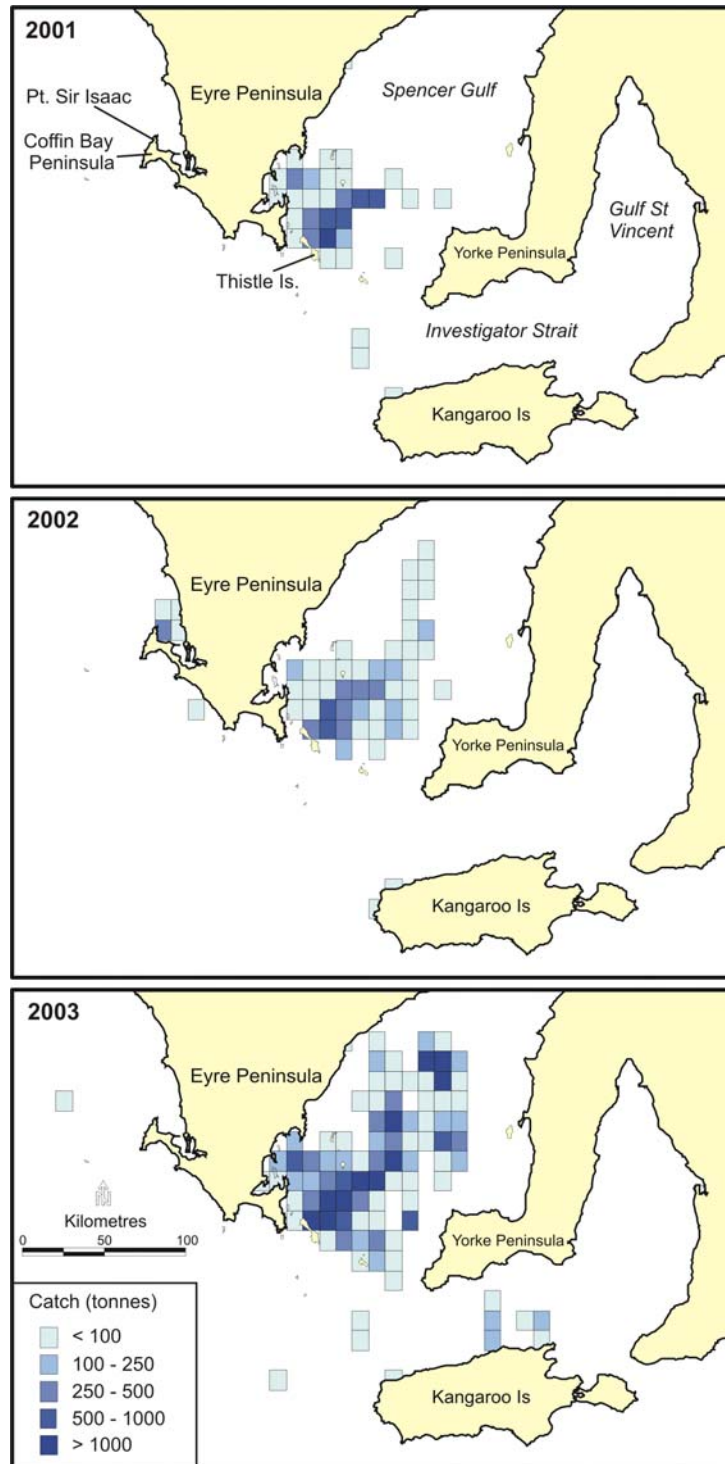 2001
Pt. Sir Isaac
Coffin Bay
Peninsula
Eyre Peninsula
Spencer Gulf
Gulf St
Vincent
Yorke Peninsula
Thistle Is.
Investigator Strait
Kangaroo Is
2002
Eyre Peninsula
Yorke Peninsula
Kangaroo Is
2003
Eyre Peninsula
N
Kilometres
0 50 100
Yorke Peninsula
Catch (tonnes)
< 100
100 - 250
250 - 500
500 - 1000
> 1000
Kangaroo Is